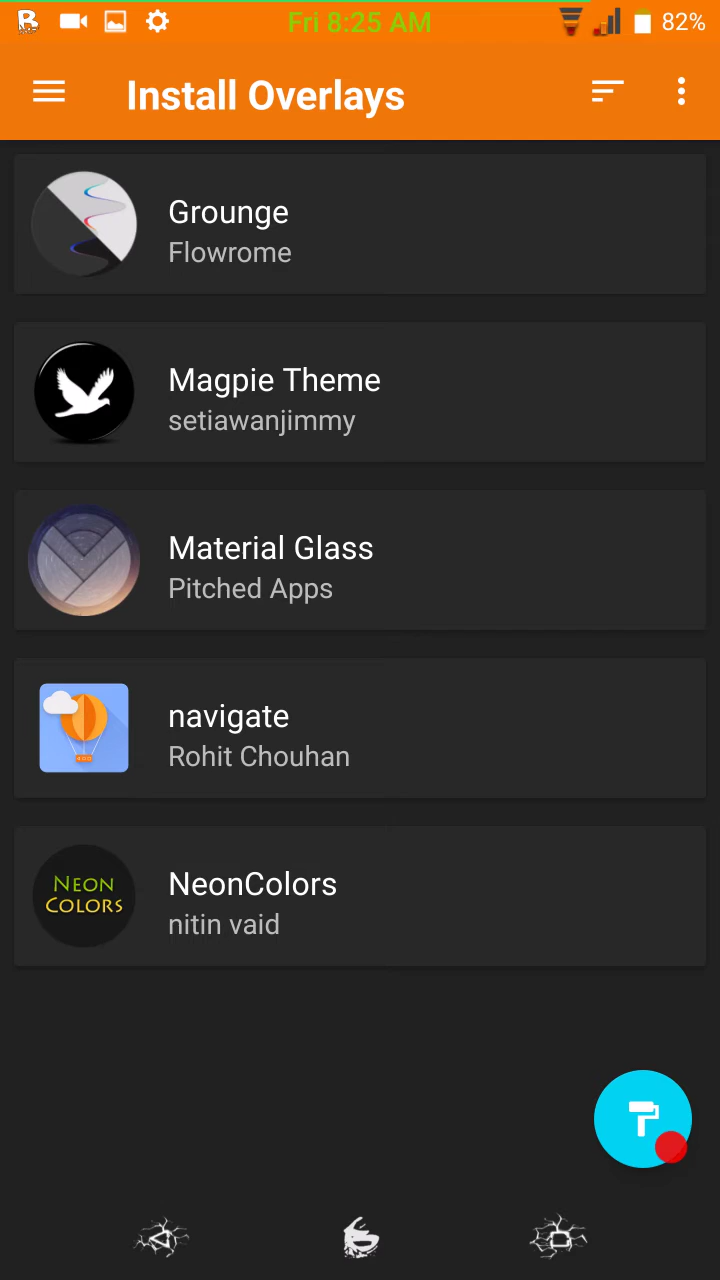 Fri 8:25 AM
82%
Install Overlays
Grounge
Flowrome
Magpie Theme
setiawanjimmy
Material Glass
Pitched Apps
navigate
Rohit Chouhan
NEON
COLORS
NeonColors
nitin vaid